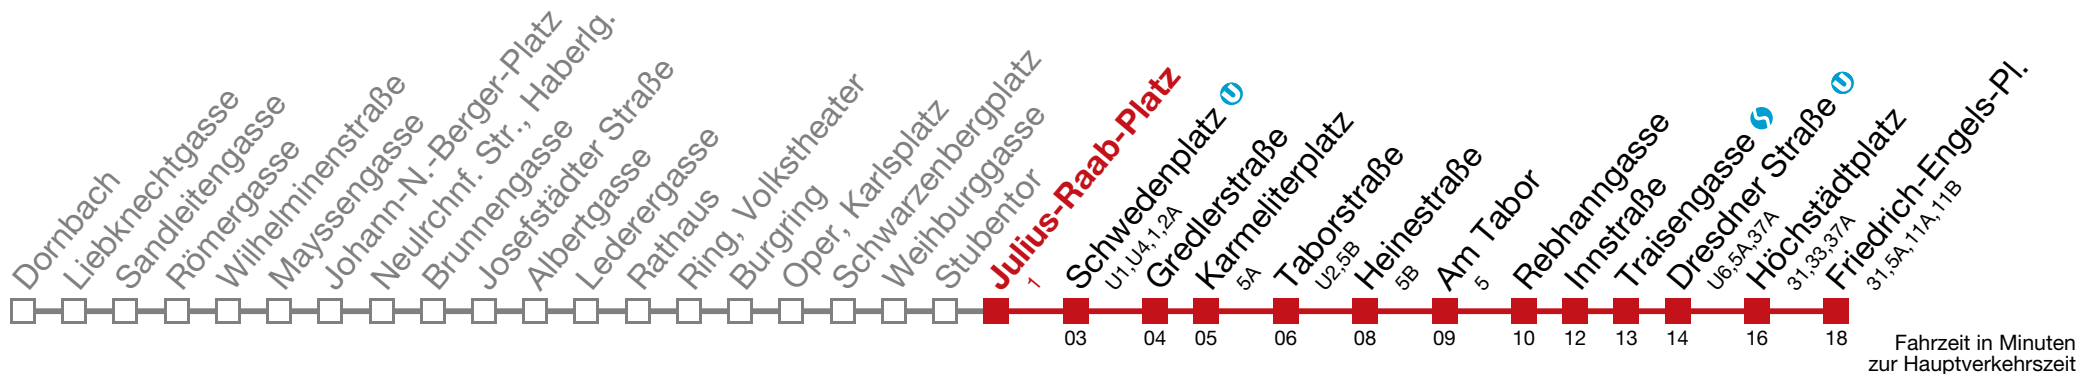 Dornbach
Liebknechtgasse
Sandleitengasse
Römergasse
Wilhelminenstraße
Mayssengasse
Johann-N.-Berger-Platz
Neulrchnf. Str., Haberlg.
Brunnengasse
Josefstädter Straße
Albertgasse
Lederergasse
Rathaus
Ring, Volkstheater
Burgring
Oper, Karlsplatz
Schwarzenbergplatz
Weihburggasse
Stubentor
Julius-Raab-Platz
1
Schwedenplatz U
U1,U4,1,2A
Gredlerstraße
Karmeliterplatz
5A
Taborstraße
U2,5B
Heinestraße
5B
Am Tabor
5
Rebhanngasse
Innstraße
Traisengasse S
Dresdner Straße U
U6,5A,37A
Höchstädtplatz
31,33,37A
Friedrich-Engels-Pl.
31,5A,11A,11B
03 04 05 06 08 09 10 12 13 14 16 18
Fahrzeit in Minuten
zur Hauptverkehrszeit